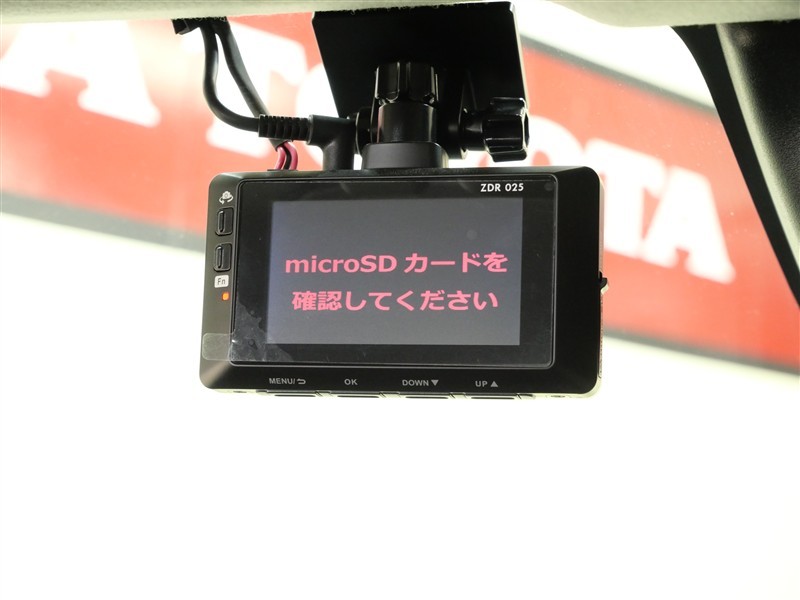 TOYOTA
ZDR 025
microSD カードを
確認してください
Fn
MENU/
OK
DOWN▼
UP▲